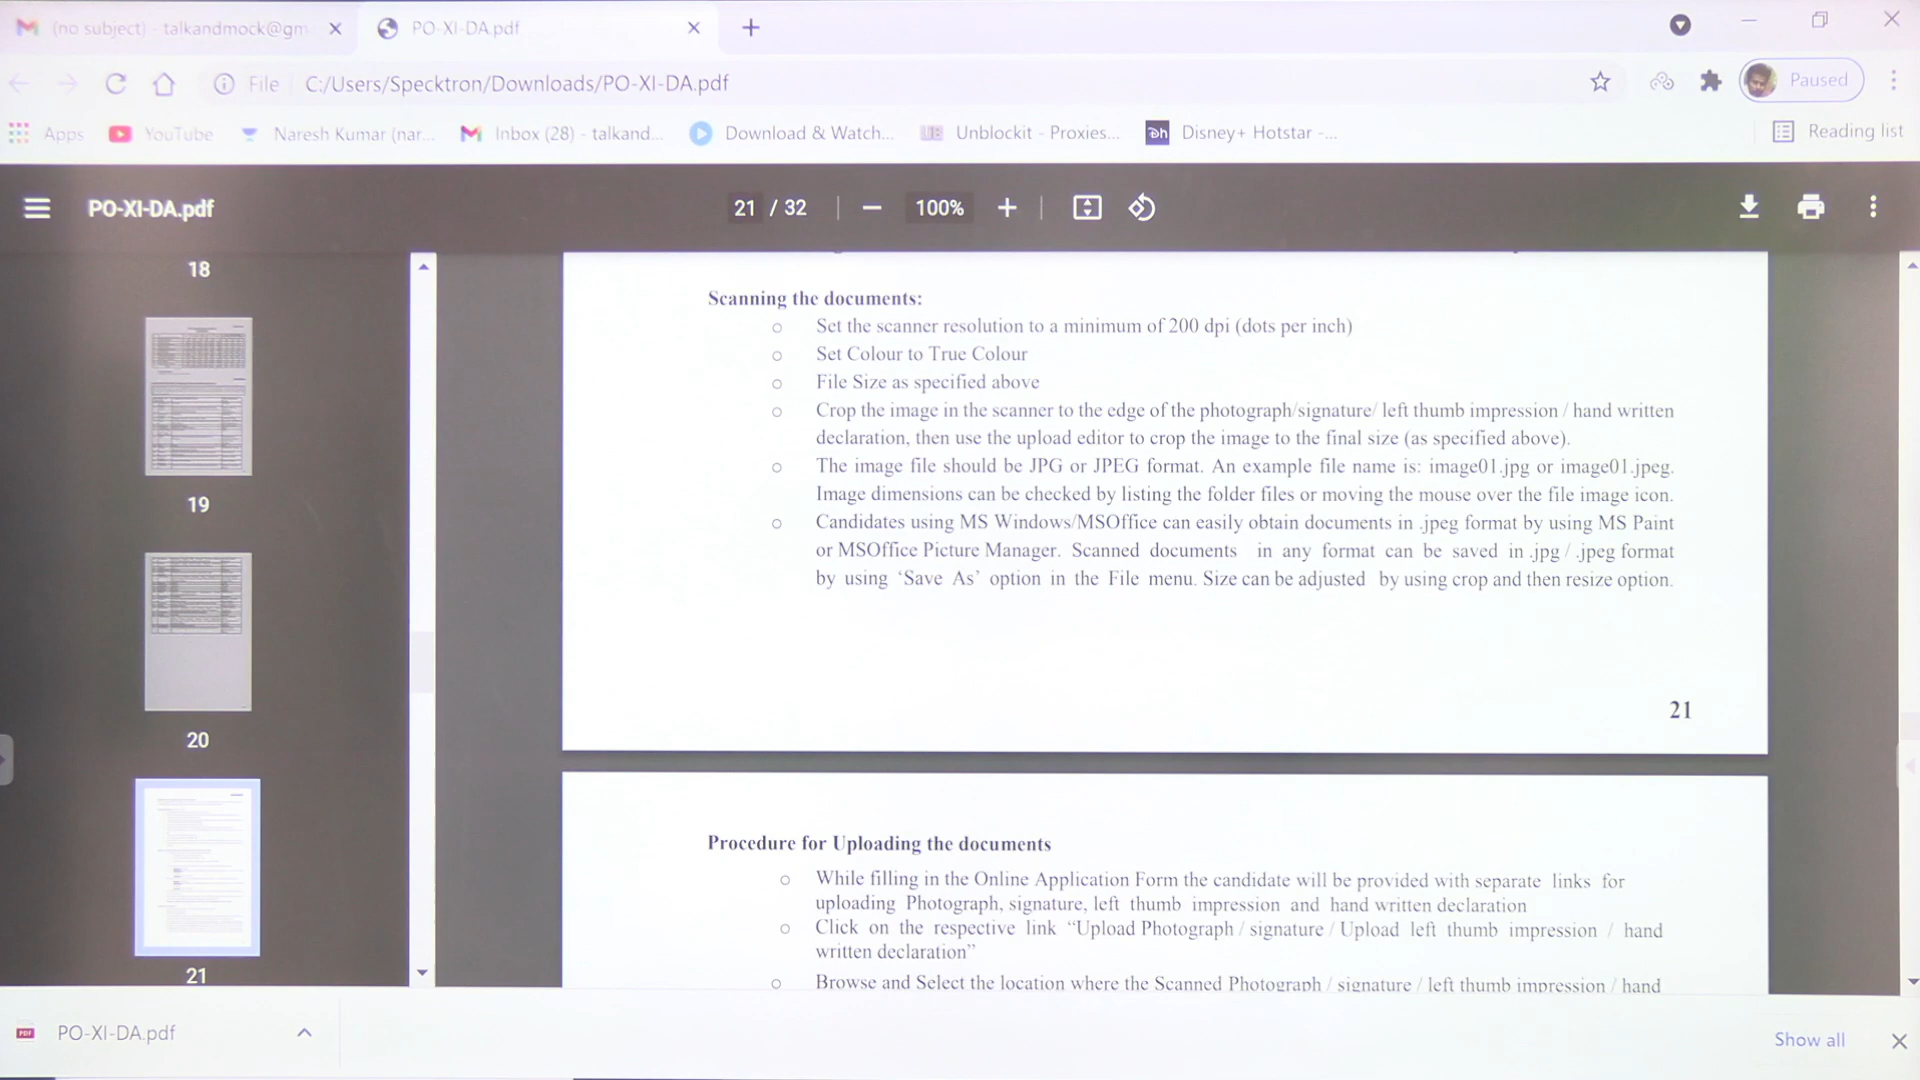 (no subject) - talkandmock@gm
PO-XI-DA.pdf
File
C:/Users/Specktron/Downloads/PO-XI-DA.pdf
Paused
Apps
YouTube
Naresh Kumar (nar...
Inbox (28) - talkand...
Download & Watch...
Unblockit - Proxies...
Disney+ Hotstar -...
Reading list
PO-XI-DA.pdf
21 / 32
100%
18
19
20
21
Scanning the documents:
o Set the scanner resolution to a minimum of 200 dpi (dots per inch)
o Set Colour to True Colour
o File Size as specified above
o Crop the image in the scanner to the edge of the photograph/signature/ left thumb impression / hand written
declaration, then use the upload editor to crop the image to the final size (as specified above).
o The image file should be JPG or JPEG format. An example file name is: image01.jpg or image01.jpeg.
Image dimensions can be checked by listing the folder files or moving the mouse over the file image icon.
o Candidates using MS Windows/MSOffice can easily obtain documents in .jpeg format by using MS Paint
or MSOffice Picture Manager. Scanned documents in any format can be saved in .jpg / .jpeg format
by using ‘Save As’ option in the File menu. Size can be adjusted by using crop and then resize option.
21
Procedure for Uploading the documents
o While filling in the Online Application Form the candidate will be provided with separate links for
uploading Photograph, signature, left thumb impression and hand written declaration
o Click on the respective link “Upload Photograph / signature / Upload left thumb impression / hand
written declaration”
o Browse and Select the location where the Scanned Photograph / signature / left thumb impression / hand
PDF
PO-XI-DA.pdf
Show all